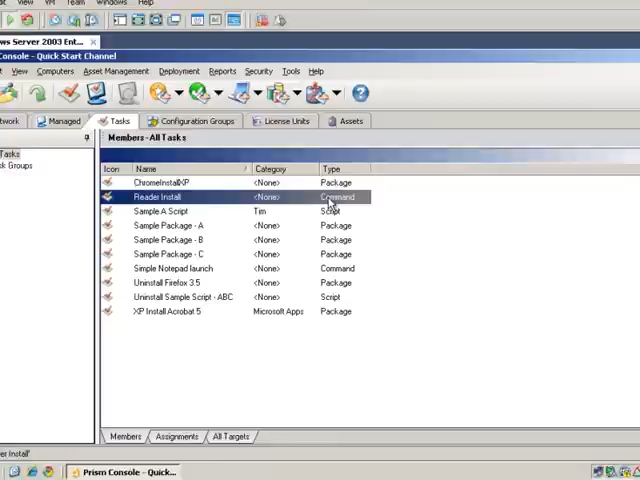 View VM Team Windows Help
ws Server 2003 Ent... ×
Console - Quick Start Channel
View Computers Asset Management Deployment Reports Security Tools Help
twork Managed Tasks Configuration Groups License Units Assets
Members - All Tasks
Tasks
Icon Name Category Type
k Groups
ChromeInstallXP <None> Package
Reader Install <None> Command
Sample A Script Tim Script
Sample Package - A <None> Package
Sample Package - B <None> Package
Sample Package - C <None> Package
Simple Notepad launch <None> Command
Uninstall Firefox 3.5 <None> Package
Uninstall Sample Script - ABC <None> Script
XP Install Acrobat 5 Microsoft Apps Package
Members Assignments All Targets
er Install'
Prism Console - Quick...